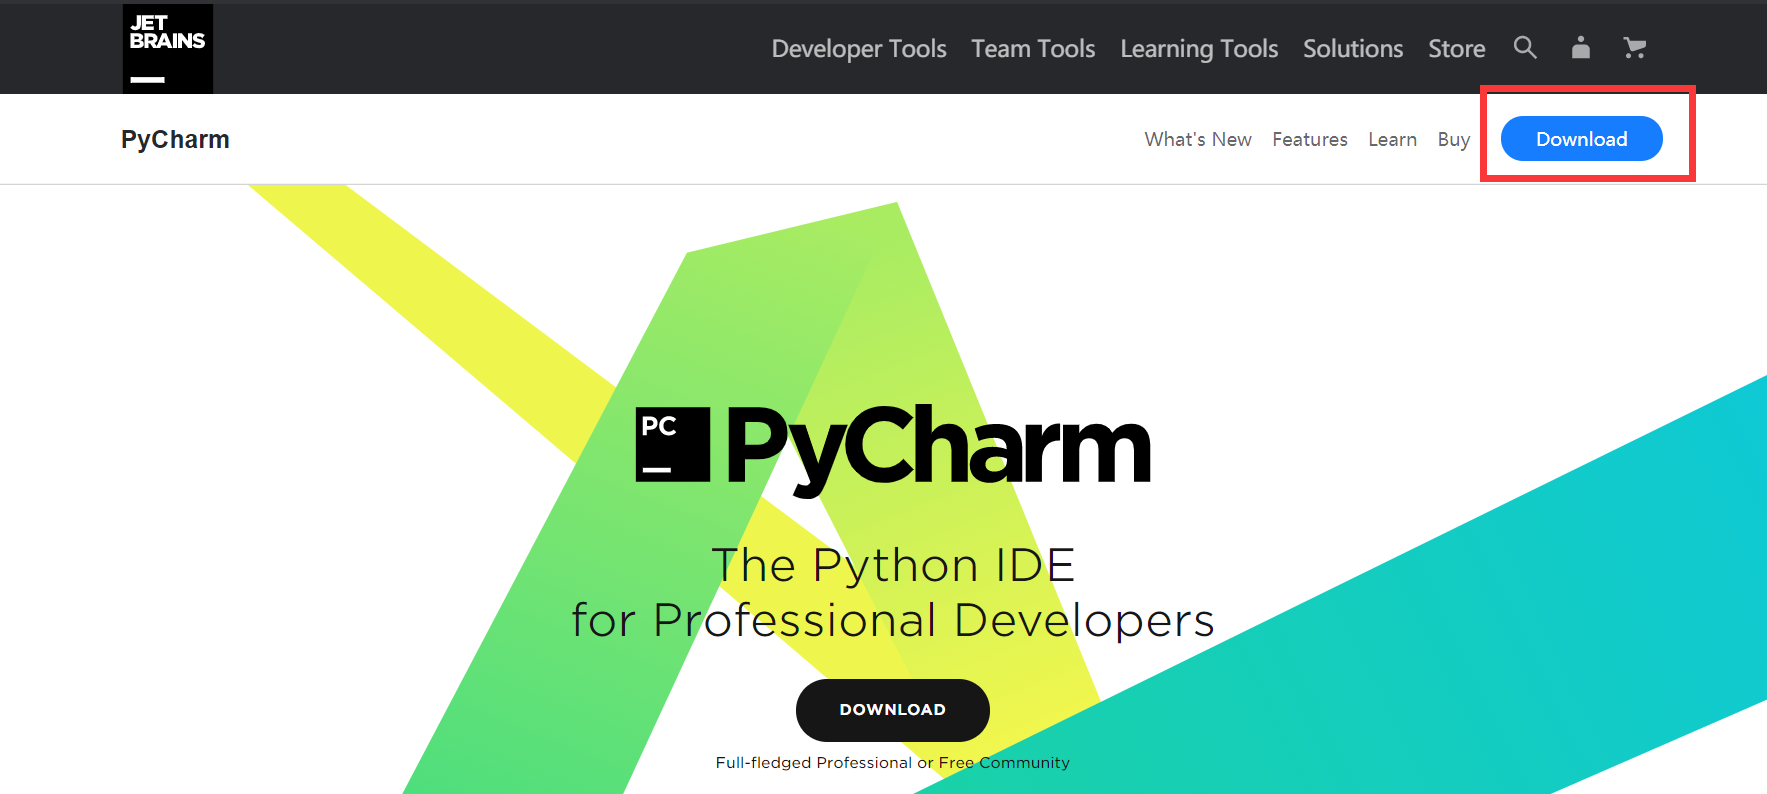 JET
BRAINS
Developer Tools Team Tools Learning Tools Solutions Store
PyCharm
What's New Features Learn Buy Download
PC
PyCharm
The Python IDE
for Professional Developers
DOWNLOAD
Full-fledged Professional or Free Community